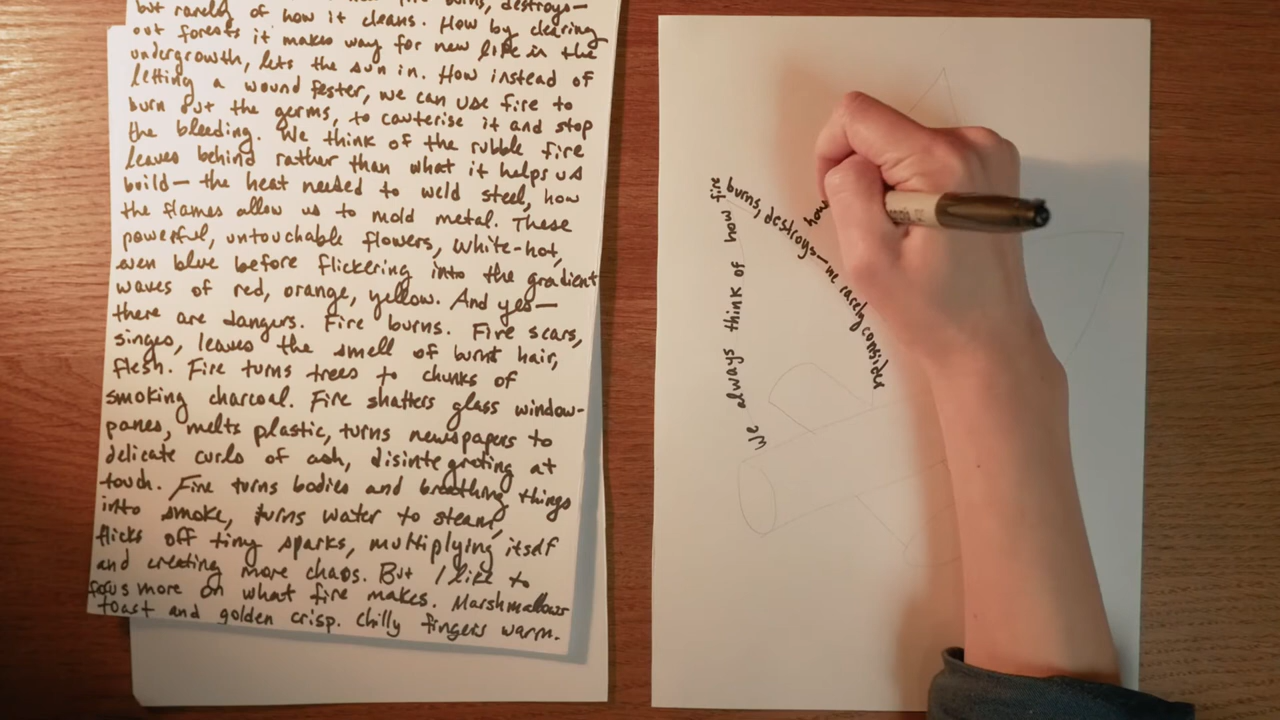 burns, destroys—
but rarely of how it cleans. How by clearing
out forests it makes way for new life in the
undergrowth, lets the sun in. How instead of
letting a wound fester, we can use fire to
burn out the germs, to cauterise it and stop
the bleeding. We think of the rubble fire
leaves behind rather than what it helps us
build— the heat needed to weld steel, how
the flames allow us to mold metal. These
powerful, untouchable flowers, white-hot,
even blue before flickering into the gradient
waves of red, orange, yellow. And yes—
there are dangers. Fire burns. Fire scars,
singes, leaves the smell of burnt hair,
flesh. Fire turns trees to chunks of
smoking charcoal. Fire shatters glass window-
panes, melts plastic, turns newspapers to
delicate curls of ash, disintegrating at
touch. Fire turns bodies and breathing things
into smoke, turns water to steam,
flicks off tiny sparks, multiplying itself
and creating more chaos. But I like to
focus more on what fire makes. Marshmallows
toast and golden crisp. Chilly fingers warm.
We always think of how fire
burns, destroys— we rarely consider
how